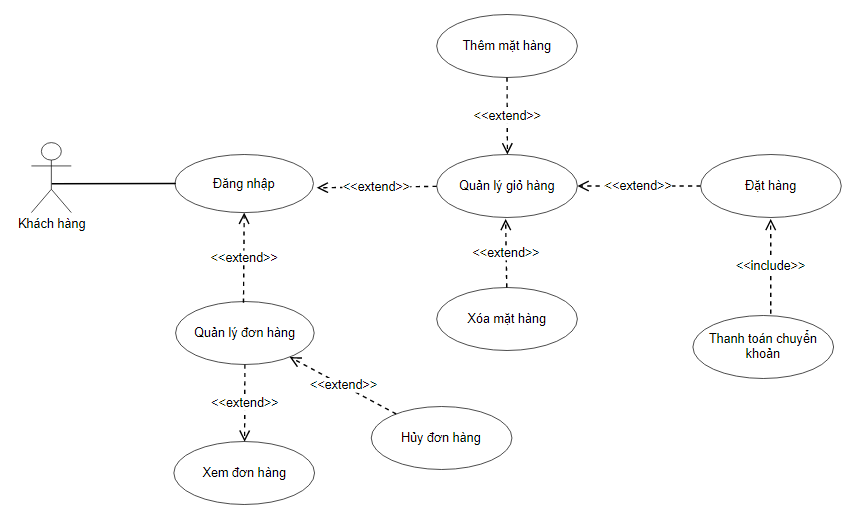 Thêm mặt hàng
<<extend>>
Đăng nhập
<<extend>>
Quản lý giỏ hàng
<<extend>>
Đặt hàng
Khách hàng
<<extend>>
<<extend>>
<<include>>
Quản lý đơn hàng
Xóa mặt hàng
Thanh toán chuyển
khoản
<<extend>>
<<extend>>
Hủy đơn hàng
Xem đơn hàng